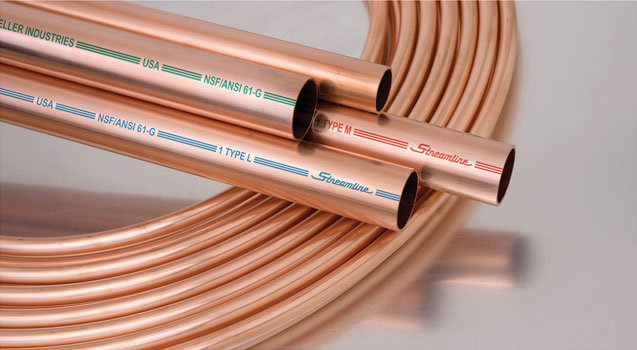 ELLER INDUSTRIES USA NSF/ANSI 61-G
USA NSF/ANSI 61-G 1 TYPE L Streamline
TYPE M Streamline